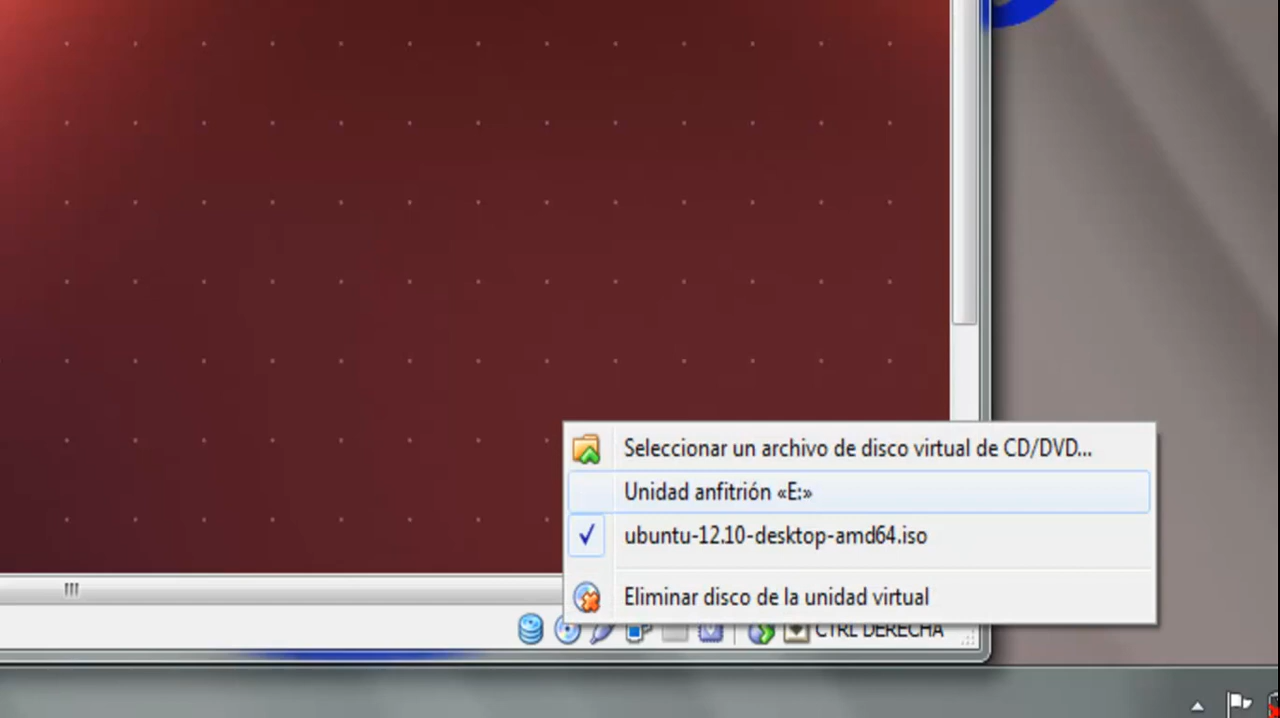 Seleccionar un archivo de disco virtual de CD/DVD...
Unidad anfitrión «E:»
ubuntu-12.10-desktop-amd64.iso
Eliminar disco de la unidad virtual
CTRL DERECHA